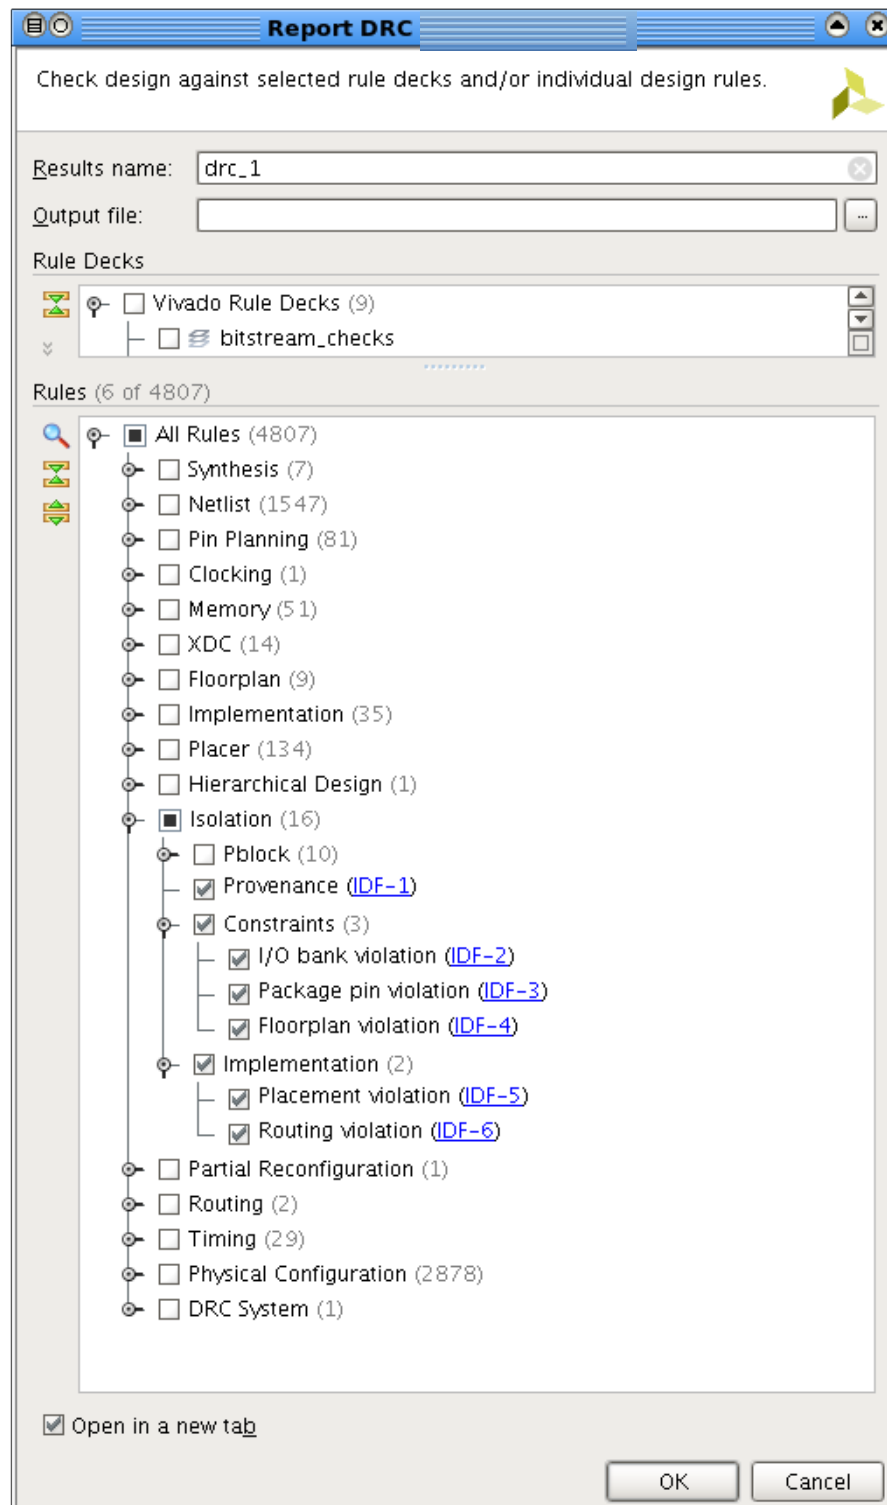 Report DRC
Check design against selected rule decks and/or individual design rules.
Results name: drc_1
Output file: ...
Rule Decks
Vivado Rule Decks (9)
bitstream_checks
Rules (6 of 4807)
All Rules (4807)
Synthesis (7)
Netlist (1547)
Pin Planning (81)
Clocking (1)
Memory (51)
XDC (14)
Floorplan (9)
Implementation (35)
Placer (134)
Hierarchical Design (1)
Isolation (16)
Pblock (10)
Provenance (IDF-1)
Constraints (3)
I/O bank violation (IDF-2)
Package pin violation (IDF-3)
Floorplan violation (IDF-4)
Implementation (2)
Placement violation (IDF-5)
Routing violation (IDF-6)
Partial Reconfiguration (1)
Routing (2)
Timing (29)
Physical Configuration (2878)
DRC System (1)
Open in a new tab
OK Cancel